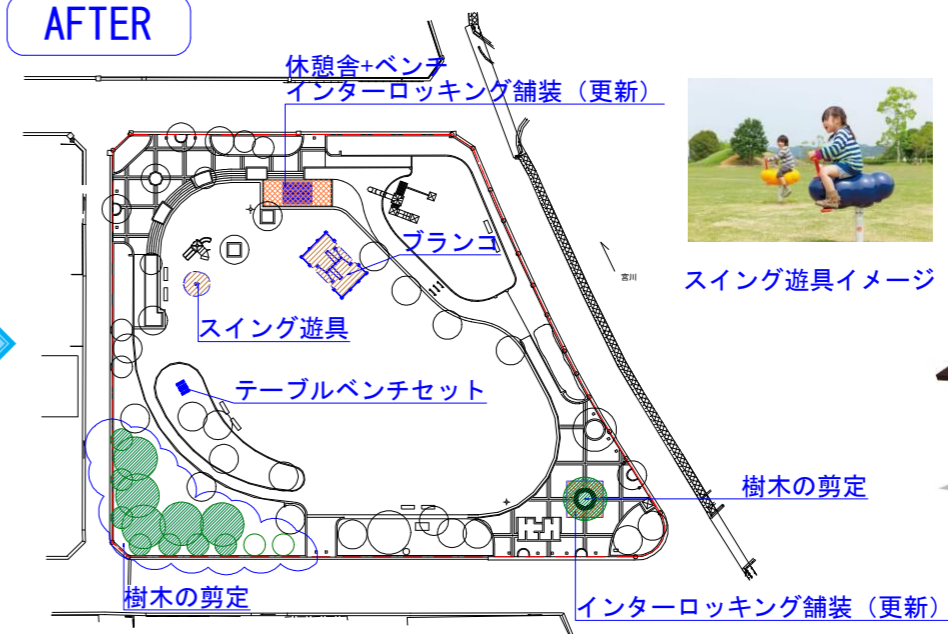 AFTER
休憩舎+ベンチ
インターロッキング舗装（更新）
ブランコ
宮川
スイング遊具イメージ
スイング遊具
テーブルベンチセット
樹木の剪定
樹木の剪定
インターロッキング舗装（更新）